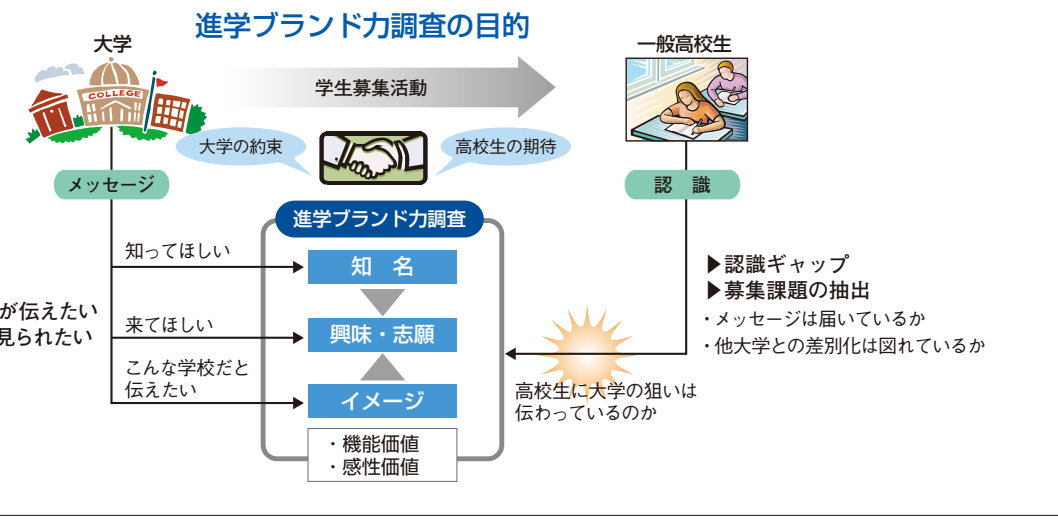 進学ブランド力調査の目的
大学
一般高校生
COLLEGE
学生募集活動
大学の約束
高校生の期待
メッセージ
認 識
進学ブランド力調査
知ってほしい
知 名
▶認識ギャップ
▶募集課題の抽出
が伝えたい
見られたい
来てほしい
興味・志願
・メッセージは届いているか
・他大学との差別化は図れているか
こんな学校だと
伝えたい
イメージ
高校生に大学の狙いは
伝わっているのか
・機能価値
・感性価値